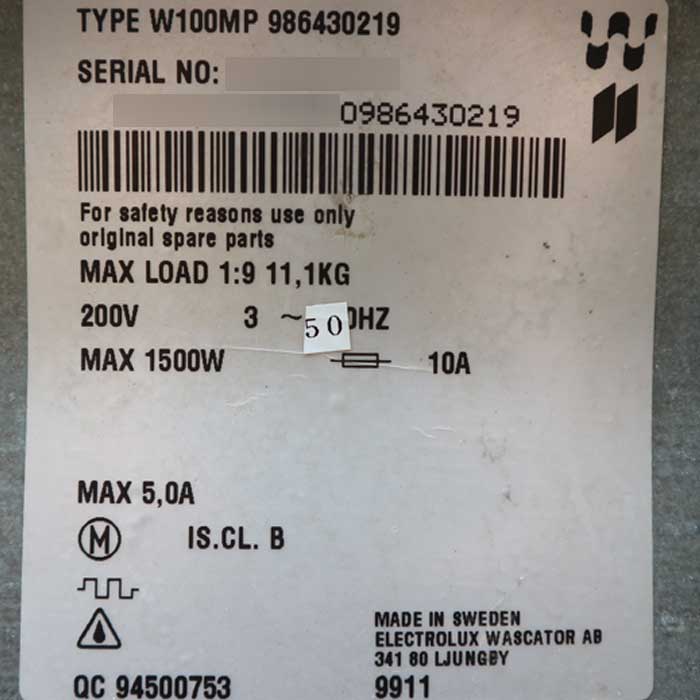 TYPE W100MP 986430219
SERIAL NO:
0986430219
For safety reasons use only
original spare parts
MAX LOAD 1:9 11,1KG
200V 3 ~ 50 HZ
MAX 1500W 10A
MAX 5,0A
M IS.CL. B
MADE IN SWEDEN
ELECTROLUX WASCATOR AB
341 80 LJUNGBY
QC 94500753 9911